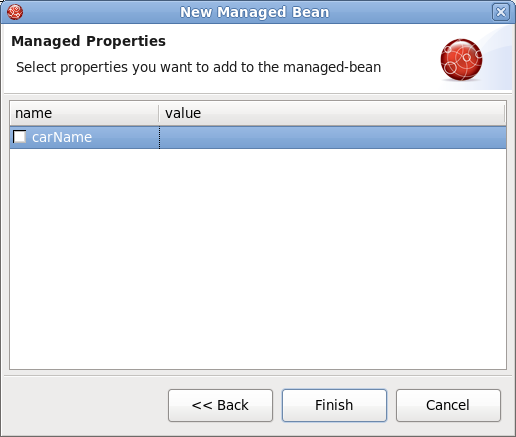 New Managed Bean
Managed Properties
Select properties you want to add to the managed-bean
name value
carName
<< Back Finish Cancel